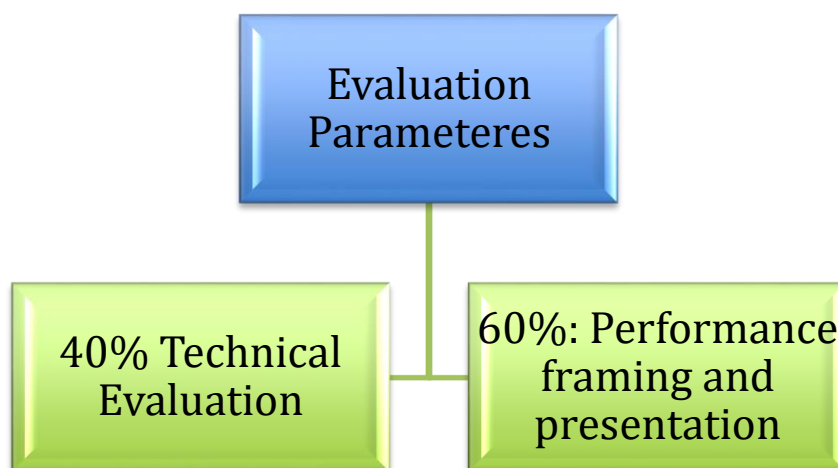 Evaluation
Parameteres
40% Technical
Evaluation
60%: Performance
framing and
presentation